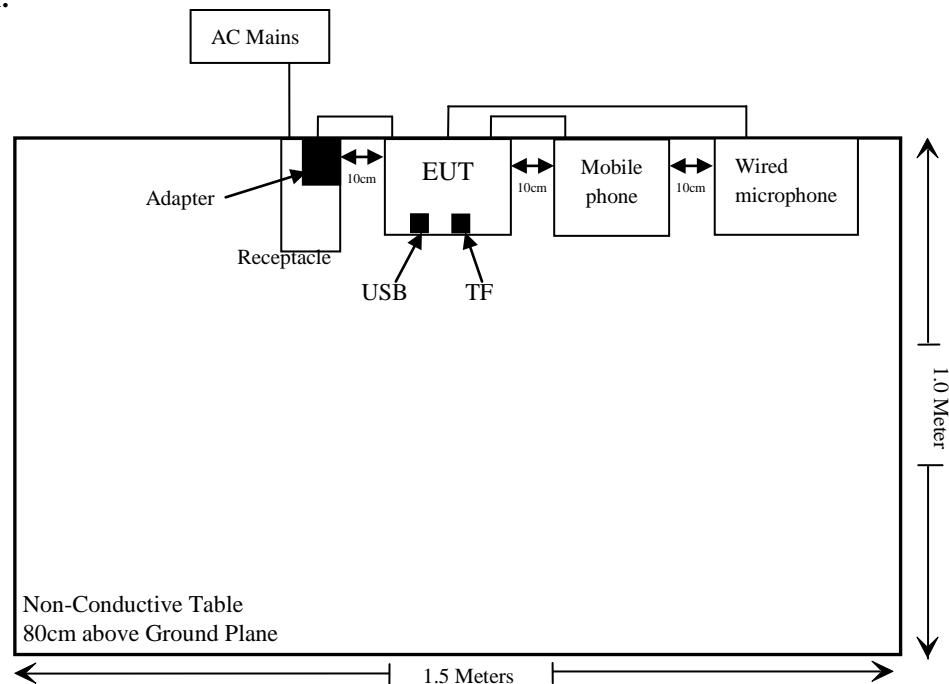 AC Mains
EUT
Mobile
phone
Wired
microphone
10cm
10cm
10cm
Adapter
Receptacle
USB
TF
1.0 Meter
Non-Conductive Table
80cm above Ground Plane
1.5 Meters